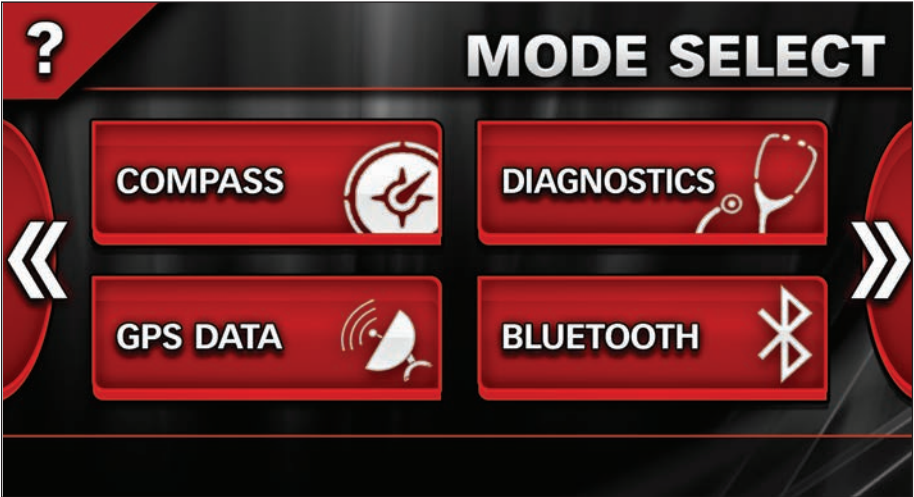 ?
MODE SELECT
COMPASS
DIAGNOSTICS
GPS DATA
BLUETOOTH